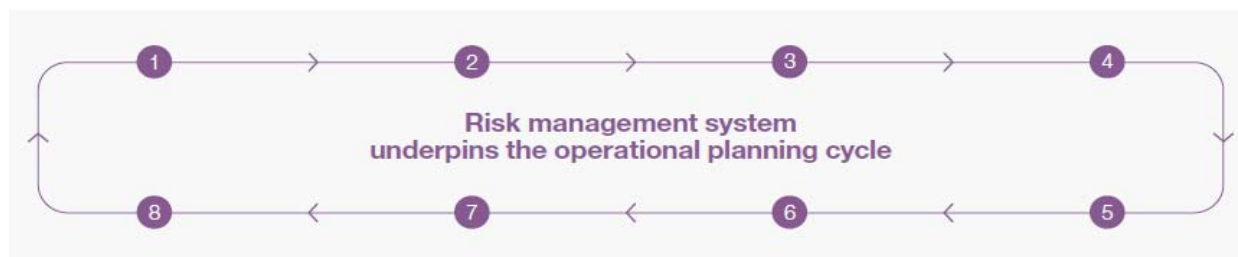 1 2 3 4
Risk management system
underpins the operational planning cycle
8 7 6 5